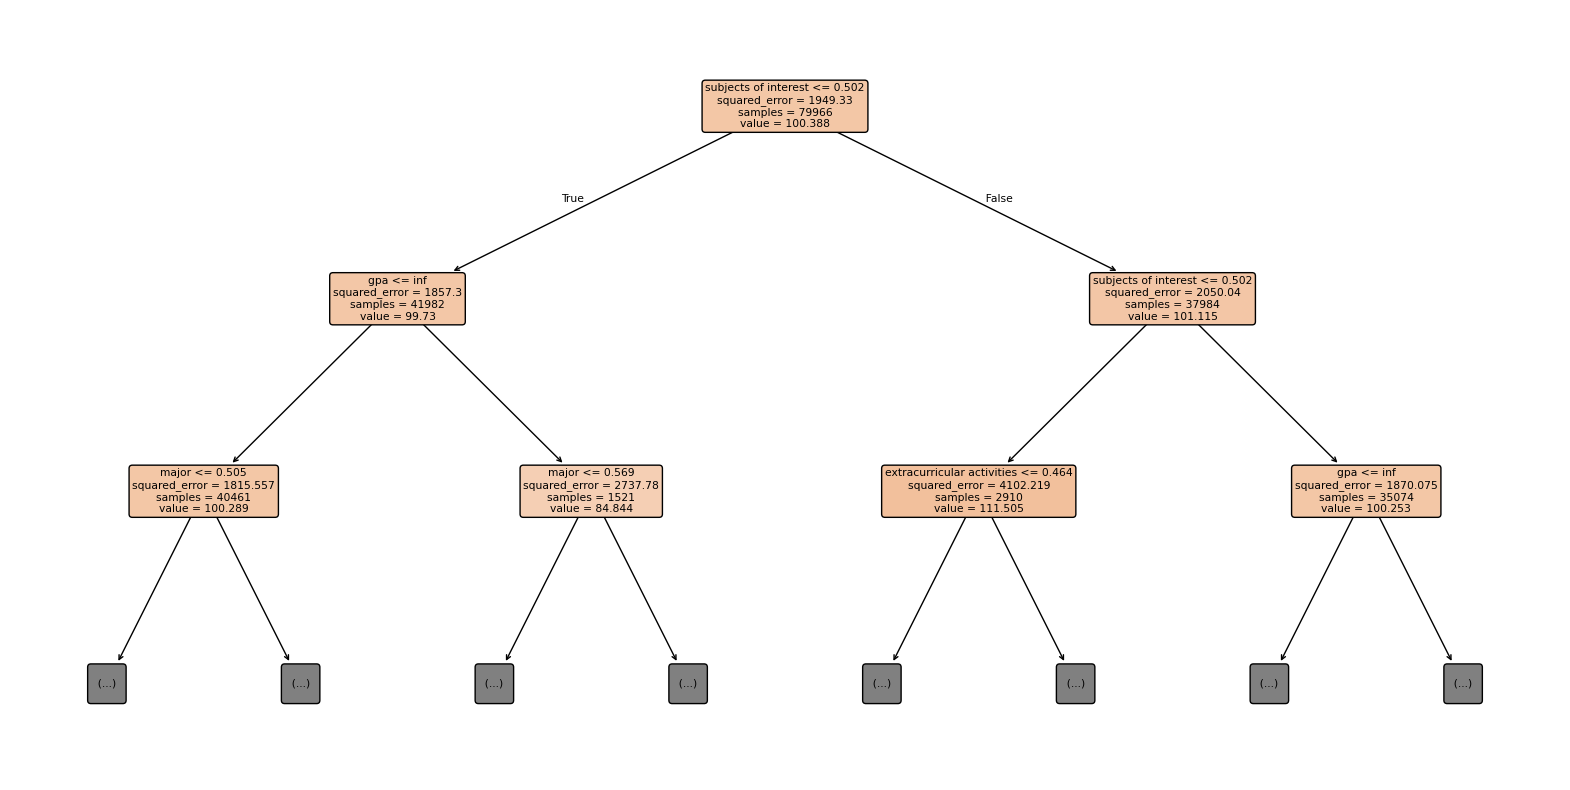 subjects of interest <= 0.502
squared_error = 1949.33
samples = 79966
value = 100.388
True
False
gpa <= inf
squared_error = 1857.3
samples = 41982
value = 99.73
subjects of interest <= 0.502
squared_error = 2050.04
samples = 37984
value = 101.115
major <= 0.505
squared_error = 1815.557
samples = 40461
value = 100.289
major <= 0.569
squared_error = 2737.78
samples = 1521
value = 84.844
extracurricular activities <= 0.464
squared_error = 4102.219
samples = 2910
value = 111.505
gpa <= inf
squared_error = 1870.075
samples = 35074
value = 100.253
(...)
(...)
(...)
(...)
(...)
(...)
(...)
(...)